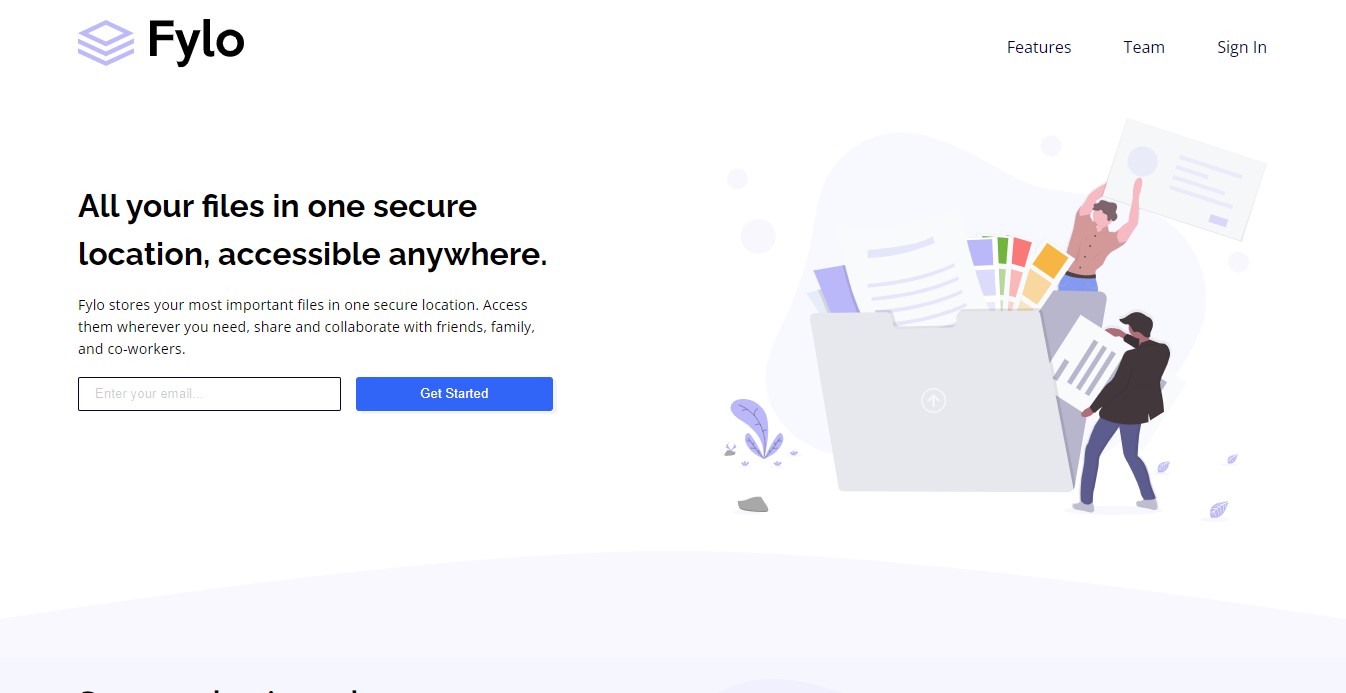 Fylo
Features
Team
Sign In
All your files in one secure
location, accessible anywhere.
Fylo stores your most important files in one secure location. Access
them wherever you need, share and collaborate with friends, family,
and co-workers.
Enter your email...
Get Started